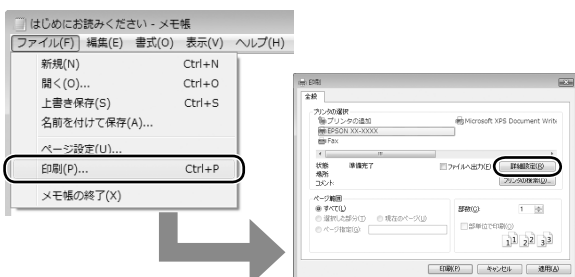 はじめにお読みください - メモ帳
ファイル(F) 編集(E) 書式(O) 表示(V) ヘルプ(H)
新規(N) Ctrl+N
開く(O)... Ctrl+O
上書き保存(S) Ctrl+S
名前を付けて保存(A)...
ページ設定(U)...
印刷(P)... Ctrl+P
メモ帳の終了(X)
印刷
全般
プリンタの選択
プリンタの追加 Microsoft XPS Document Write
EPSON XX-XXXX
Fax
状態: 準備完了 ファイルへ出力(F) 詳細設定(R)
場所:
コメント: プリンタの検索(D)...
ページ範囲
すべて(L) 部数(C): 1
選択した部分(T) 現在のページ(U)
ページ指定(G): 部単位で印刷(O)
11 22 33
印刷(P) キャンセル 適用(A)